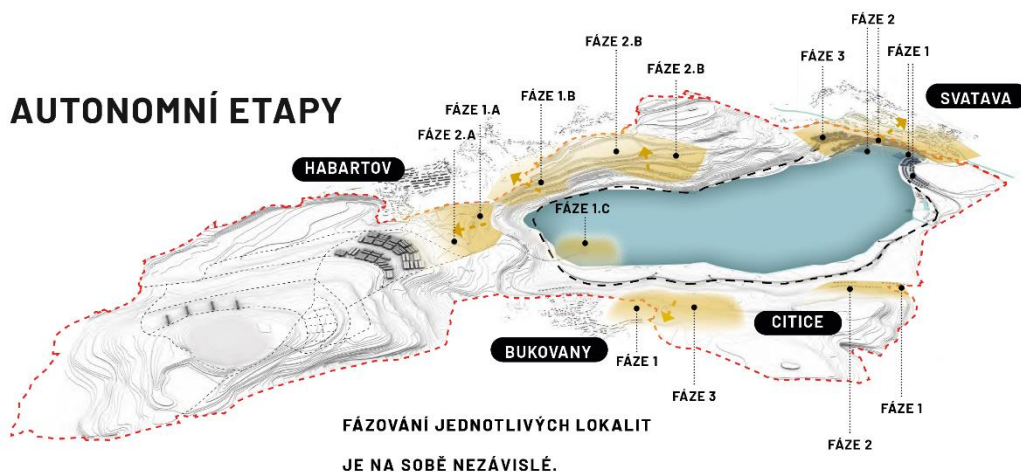 AUTONOMNÍ ETAPY
FÁZE 2
FÁZE 1
FÁZE 3
FÁZE 2.B
FÁZE 2.B
SVATAVA
FÁZE 1.B
FÁZE 1.A
FÁZE 2.A
HABARTOV
FÁZE 1.C
CITICE
BUKOVANY
FÁZE 1
FÁZE 3
FÁZE 1
FÁZE 2
FÁZOVÁNÍ JEDNOTLIVÝCH LOKALIT
JE NA SOBĚ NEZÁVISLÉ.